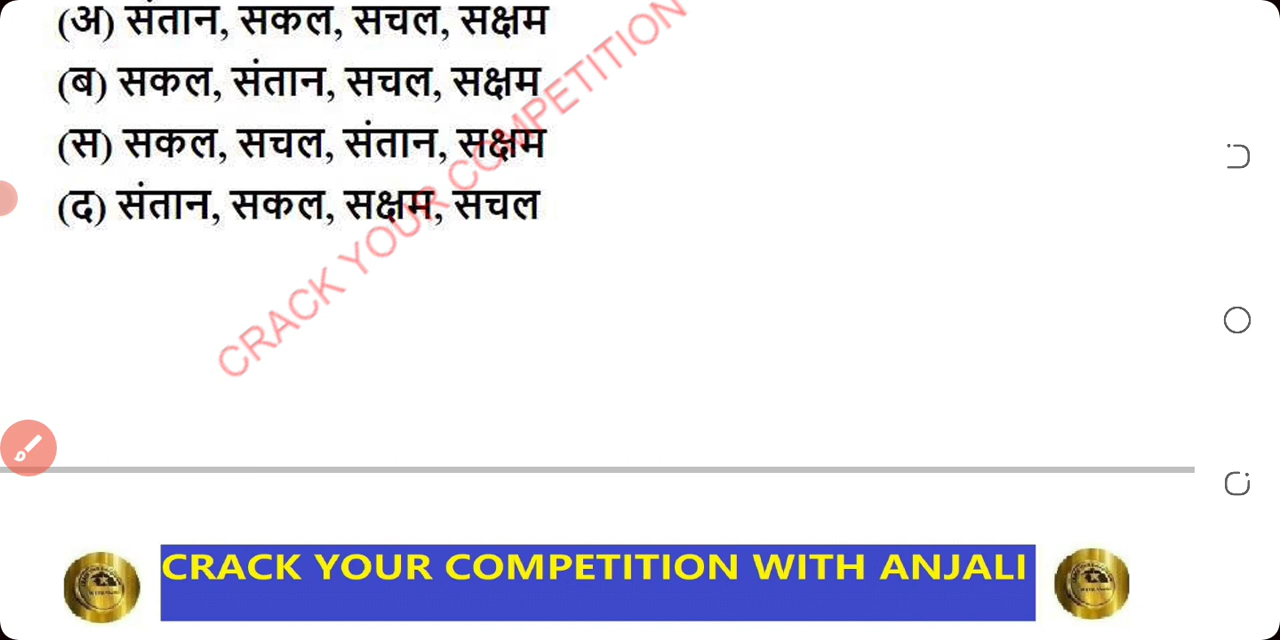 (अ) संतान, सकल, सचल, सक्षम
(ब) सकल, संतान, सचल, सक्षम
(स) सकल, सचल, संतान, सक्षम
(द) संतान, सकल, सक्षम, सचल
CRACK YOUR COMPETITION
CRACK YOUR COMPETITION WITH ANJALI